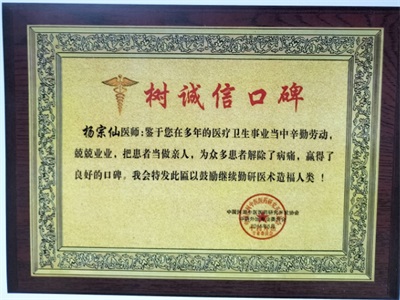 树诚信口碑
杨宗仙医师：鉴于您在多年的医疗卫生事业当中辛勤劳动，
兢兢业业，把患者当做亲人，为众多患者解除了病痛，赢得了
良好的口碑。我会特发此匾以鼓励继续勤研医术造福人类！